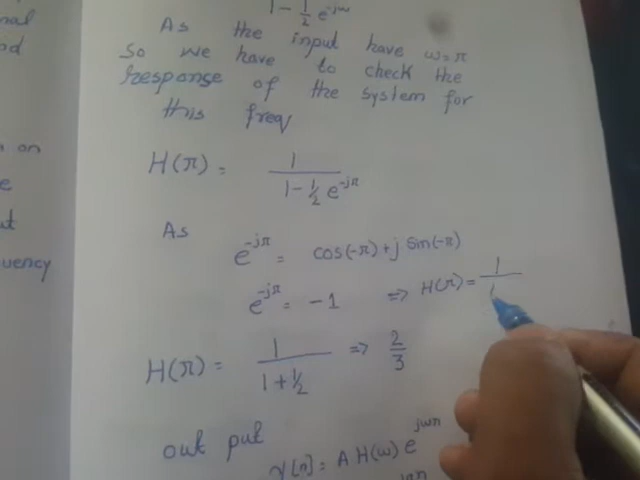 1 - 1/2 e^-jω
As the input have ω=π
So we have to check the
response of the system for
this freq
H(π) = 1 / (1 - 1/2 e^-jπ)
As
e^-jπ = cos(-π)+j sin(-π)
e^-jπ = -1 => H(π) = 1 /
H(π) = 1 / (1 + 1/2) => 2/3
out put
y[n] = A H(ω) e^jωn
on